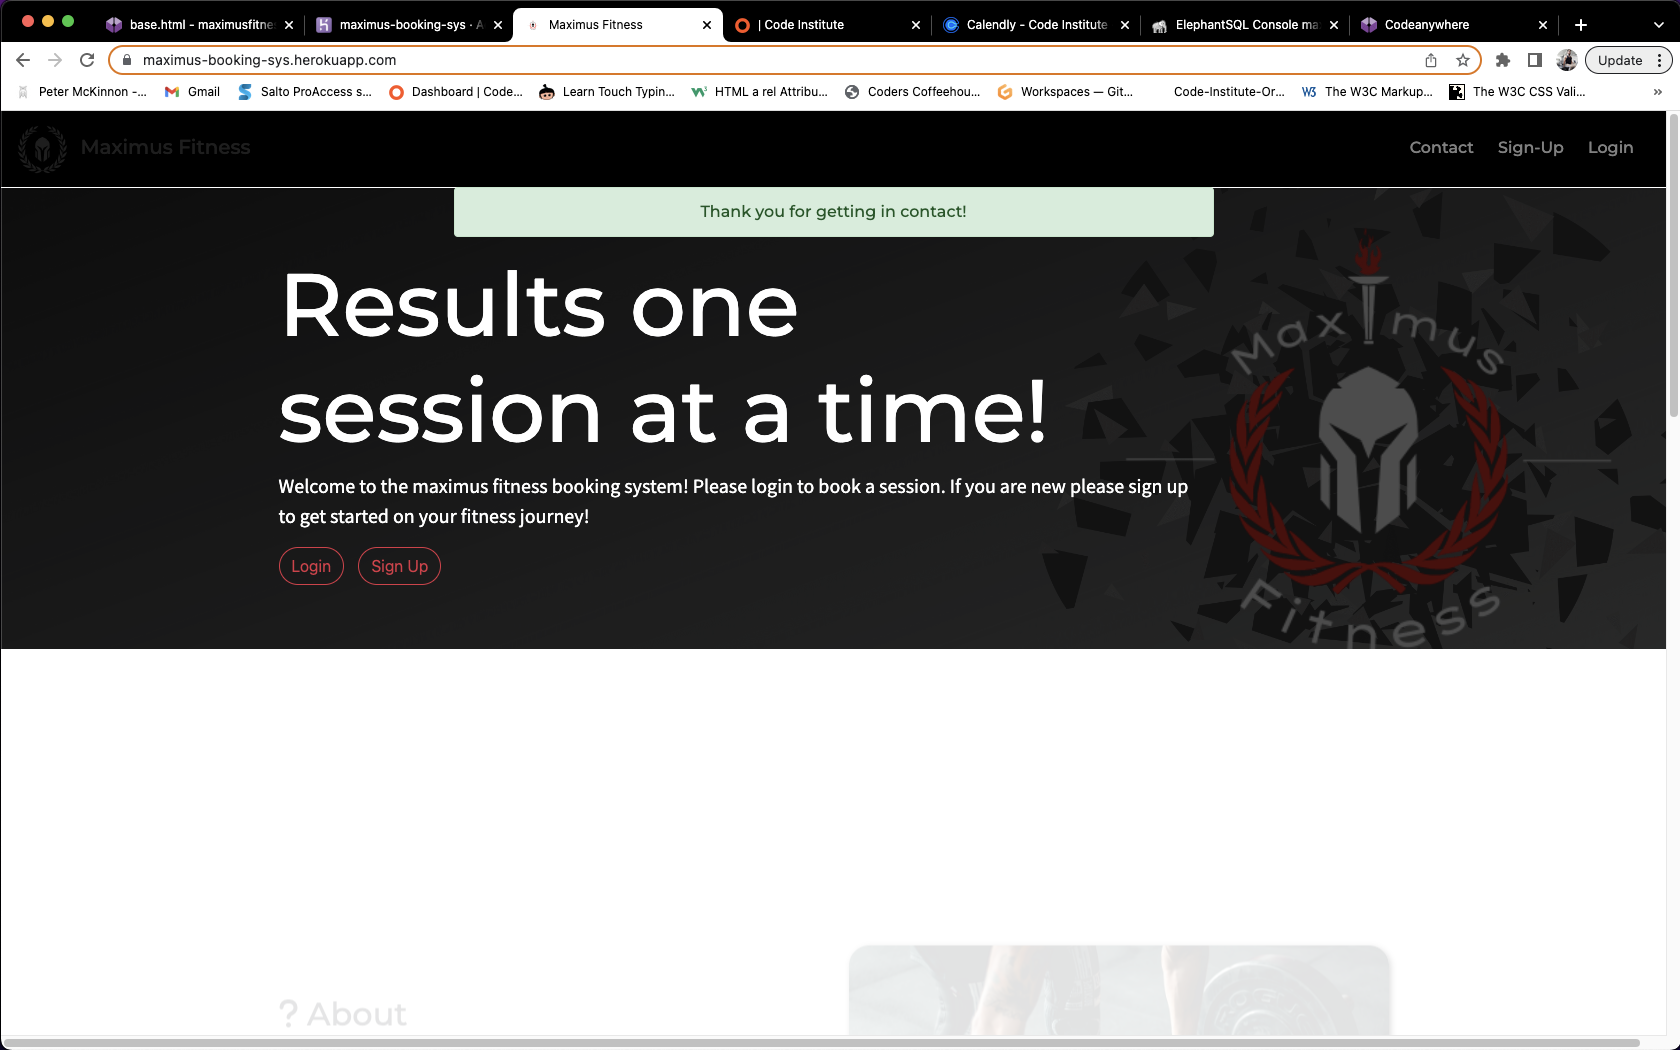 base.html - maximusfitne
maximus-booking-sys · A
Maximus Fitness
| Code Institute
Calendly - Code Institute
ElephantSQL Console ma
Codeanywhere
maximus-booking-sys.herokuapp.com
Update
Peter McKinnon -...
Gmail
Salto ProAccess s...
Dashboard | Code...
Learn Touch Typin...
HTML a rel Attribu...
Coders Coffeehou...
Workspaces — Git...
Code-Institute-Or...
The W3C Markup...
The W3C CSS Vali...
»
Maximus Fitness
Contact
Sign-Up
Login
Thank you for getting in contact!
Results one
session at a time!
Welcome to the maximus fitness booking system! Please login to book a session. If you are new please sign up
to get started on your fitness journey!
Login
Sign Up
Maximus
Fitness
? About